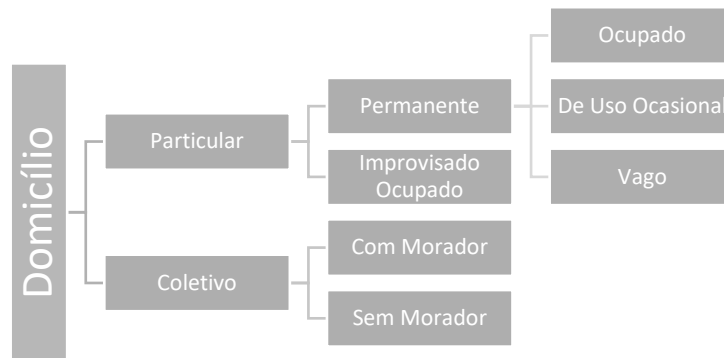 Domicílio
Particular
Permanente
Ocupado
De Uso Ocasional
Vago
Improvisado
Ocupado
Coletivo
Com Morador
Sem Morador